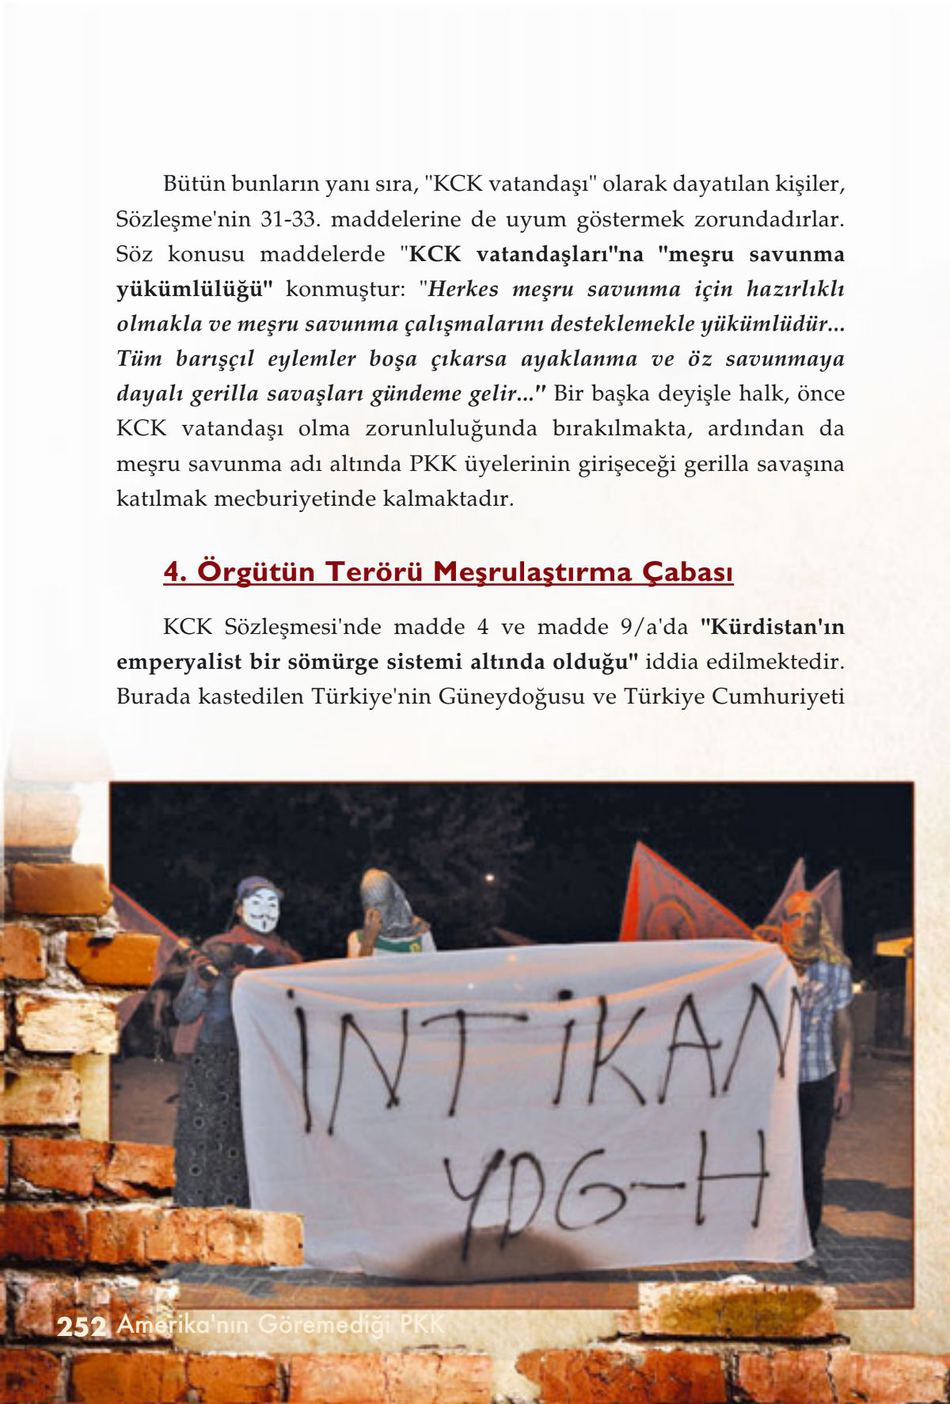 Bütün bunların yanı sıra, "KCK vatandaşı" olarak dayatılan kişiler,
Sözleşme'nin 31-33. maddelerine de uyum göstermek zorundadırlar.
Söz konusu maddelerde "KCK vatandaşları"na "meşru savunma
yükümlülüğü" konmuştur: "Herkes meşru savunma için hazırlıklı
olmakla ve meşru savunma çalışmalarını desteklemekle yükümlüdür...
Tüm barışçıl eylemler boşa çıkarsa ayaklanma ve öz savunmaya
dayalı gerilla savaşları gündeme gelir..." Bir başka deyişle halk, önce
KCK vatandaşı olma zorunluluğunda bırakılmakta, ardından da
meşru savunma adı altında PKK üyelerinin girişeceği gerilla savaşına
katılmak mecburiyetinde kalmaktadır.
4. Örgütün Terörü Meşrulaştırma Çabası
KCK Sözleşmesi'nde madde 4 ve madde 9/a'da "Kürdistan'ın
emperyalist bir sömürge sistemi altında olduğu" iddia edilmektedir.
Burada kastedilen Türkiye'nin Güneydoğusu ve Türkiye Cumhuriyeti
İNTİKAN
YDG-H
252 Amerika'nın Göremediği PKK